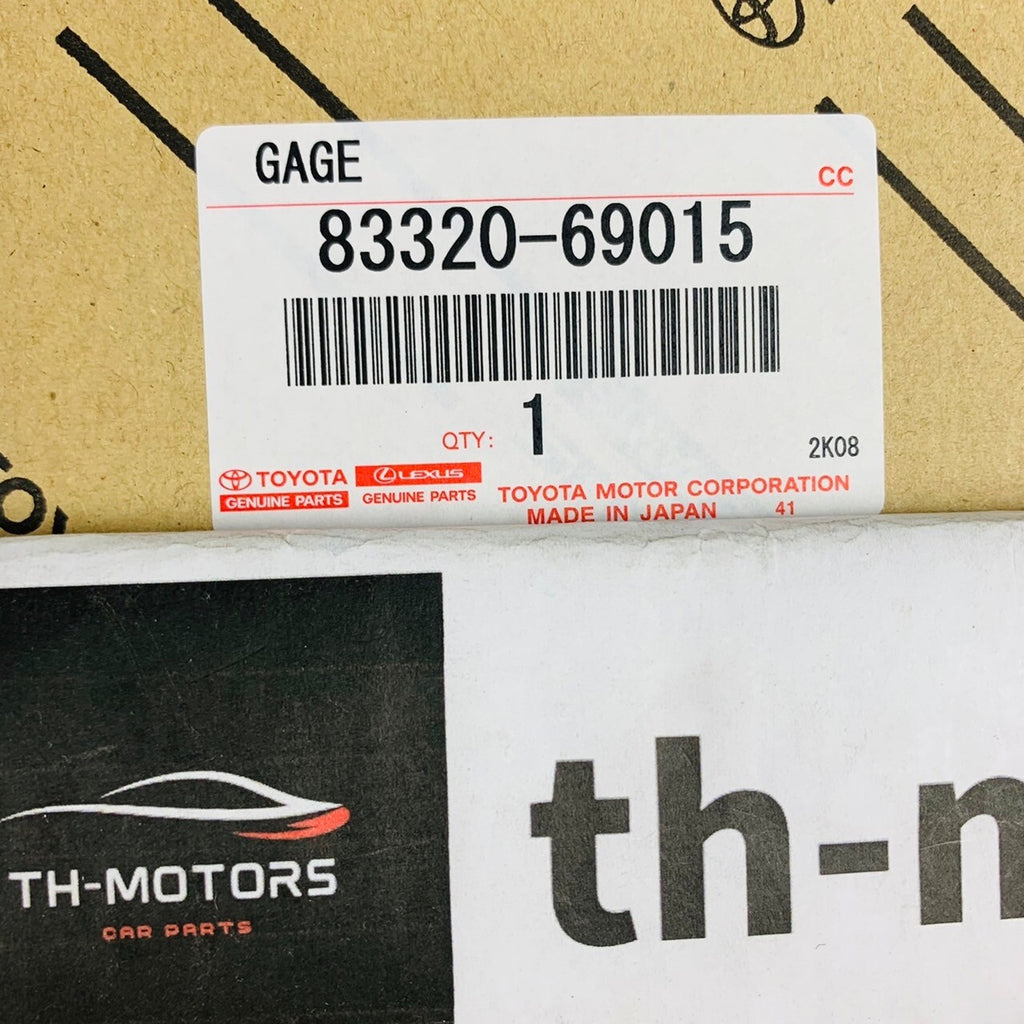 GAGE
CC
83320-69015
QTY: 1
2K08
TOYOTA
GENUINE PARTS
LEXUS
GENUINE PARTS
TOYOTA MOTOR CORPORATION
MADE IN JAPAN 41
TH-MOTORS
CAR PARTS
th-m